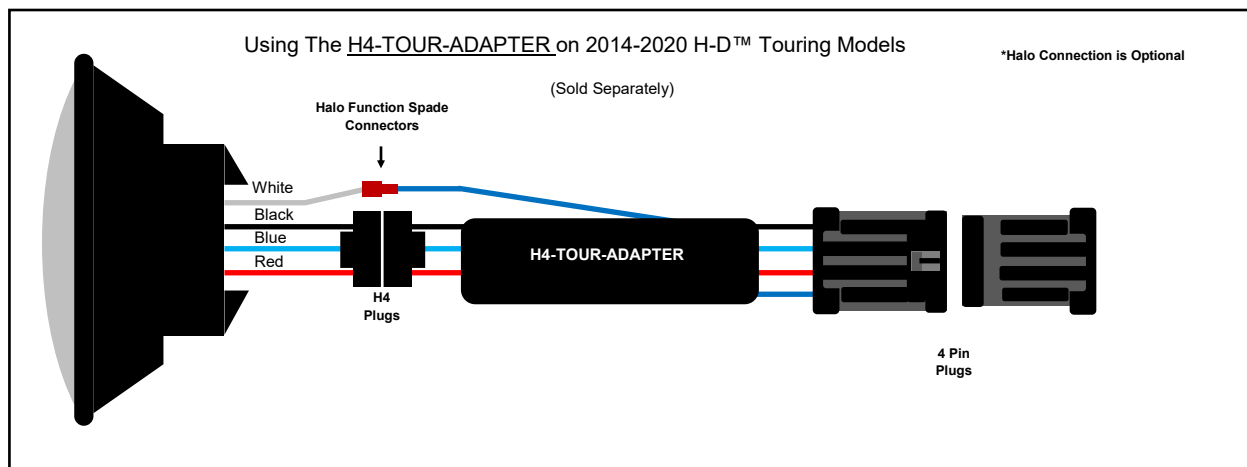 Using The H4-TOUR-ADAPTER on 2014-2020 H-D™ Touring Models
*Halo Connection is Optional
(Sold Separately)
Halo Function Spade
Connectors
White
Black
Blue
Red
H4-TOUR-ADAPTER
H4
Plugs
4 Pin
Plugs